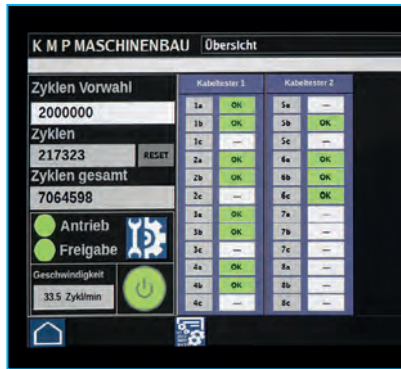 K M P MASCHINENBAU Übersicht
Zyklen Vorwahl
2000000
Zyklen
217323 RESET
Zyklen gesamt
7064598
Antrieb
Freigabe
Geschwindigkeit
33.5 Zykl/min
Kabeltester 1 Kabeltester 2
1a OK 5a —
1b OK 5b OK
1c — 5c —
2a OK 6a OK
2b OK 6b OK
2c — 6c OK
3a OK 7a —
3b OK 7b —
3c — 7c —
4a OK 8a —
4b OK 8b —
4c — 8c —